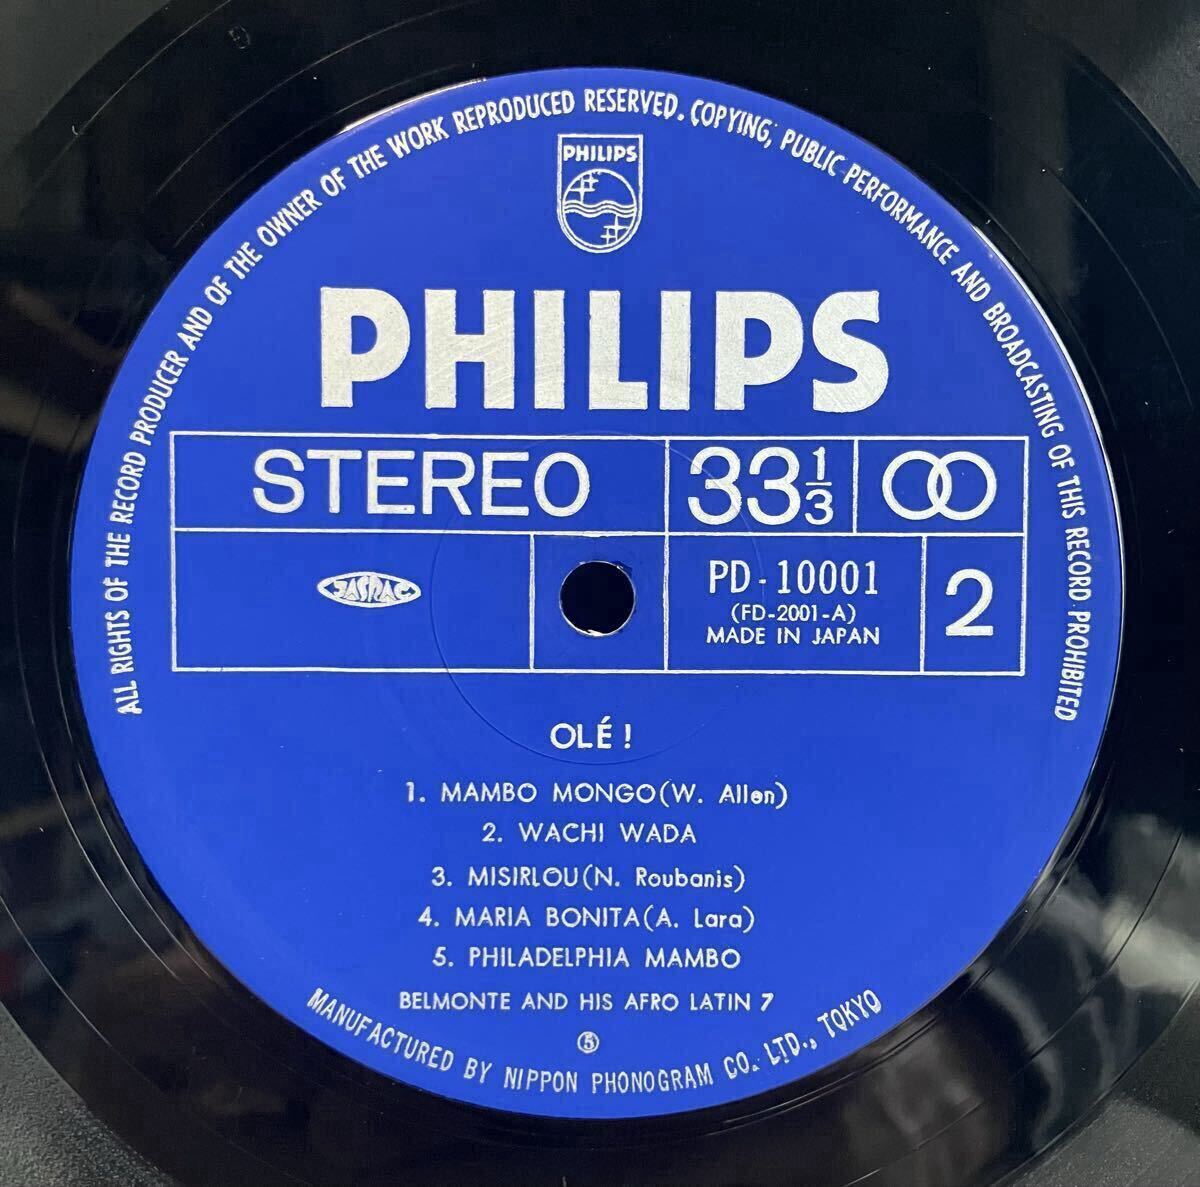 ALL RIGHTS OF THE RECORD PRODUCER AND OF THE OWNER OF THE WORK REPRODUCED RESERVED. COPYING, PUBLIC PERFORMANCE AND BROADCASTING OF THIS RECORD PROHIBITED
PHILIPS
PHILIPS
STEREO 33 1/3
JASRAC PD-10001 2
(FD-2001-A)
MADE IN JAPAN
OLÉ!
1. MAMBO MONGO(W. Allen)
2. WACHI WADA
3. MISIRLOU(N. Roubanis)
4. MARIA BONITA(A. Lara)
5. PHILADELPHIA MAMBO
BELMONTE AND HIS AFRO LATIN 7
⑤
MANUFACTURED BY NIPPON PHONOGRAM CO. LTD., TOKYO